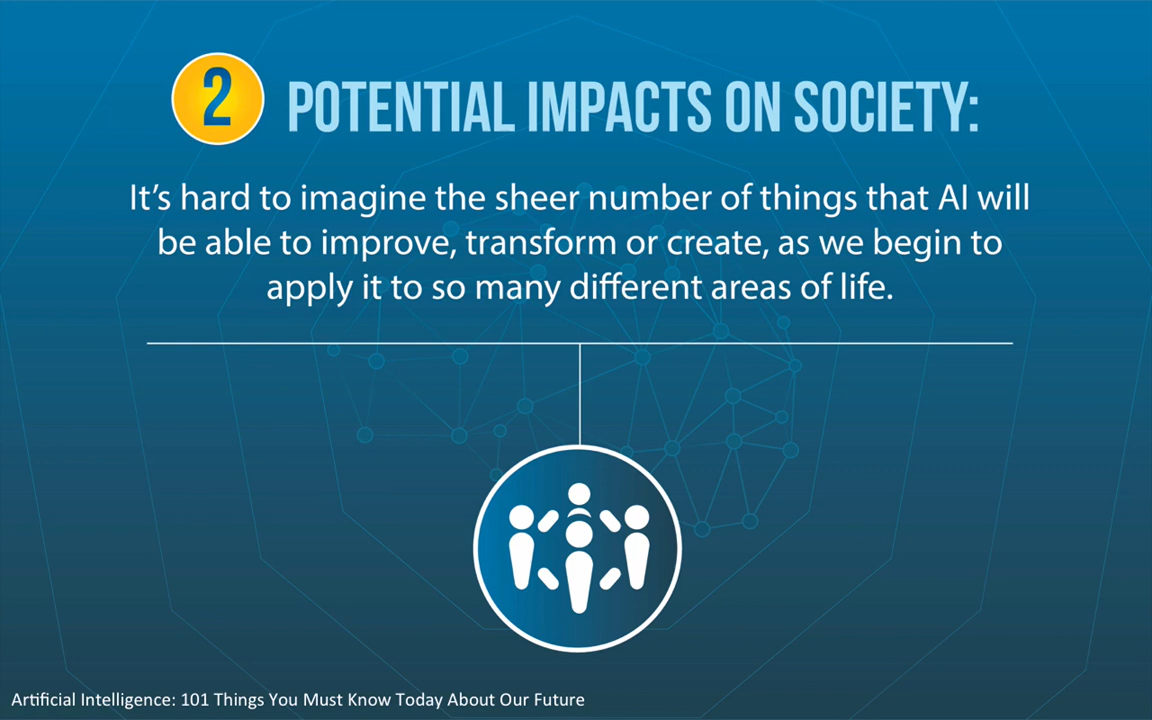 2 POTENTIAL IMPACTS ON SOCIETY:
It’s hard to imagine the sheer number of things that AI will
be able to improve, transform or create, as we begin to
apply it to so many different areas of life.
Artificial Intelligence: 101 Things You Must Know Today About Our Future